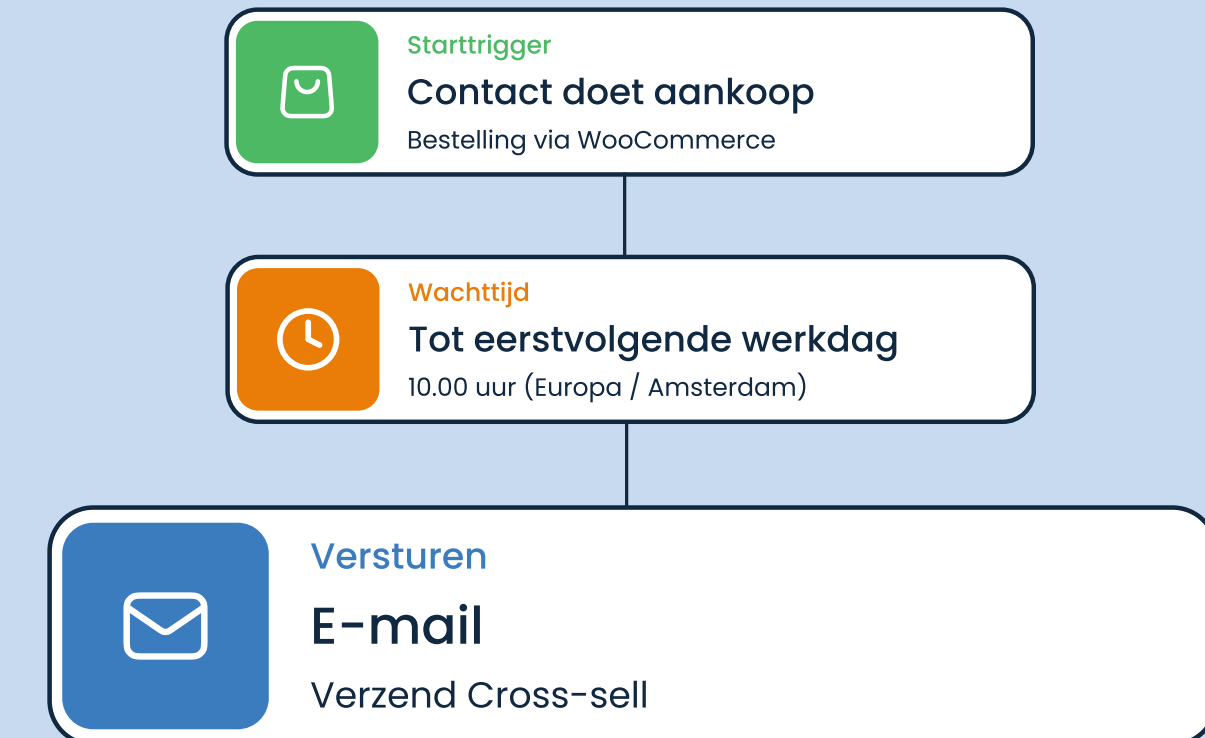 Starttrigger
Contact doet aankoop
Bestelling via WooCommerce
Wachttijd
Tot eerstvolgende werkdag
10.00 uur (Europa / Amsterdam)
Versturen
E-mail
Verzend Cross-sell